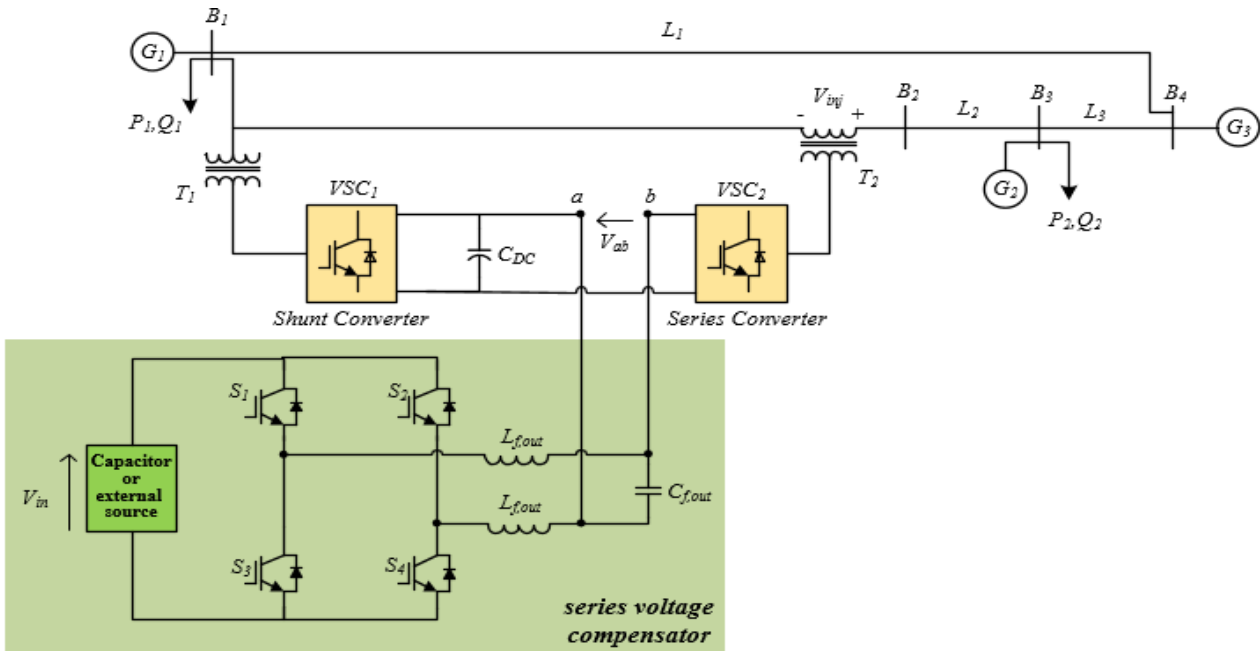 B1
L1
G1
Vinj
B2
B3
B4
- +
L2
L3
G3
P1,Q1
T1
VSC1
a
b
VSC2
T2
G2
Vab
P2,Q2
CDC
Shunt Converter
Series Converter
S1
S2
Lf,out
Capacitor
or
external
source
Vin
Cf,out
Lf,out
S3
S4
series voltage
compensator